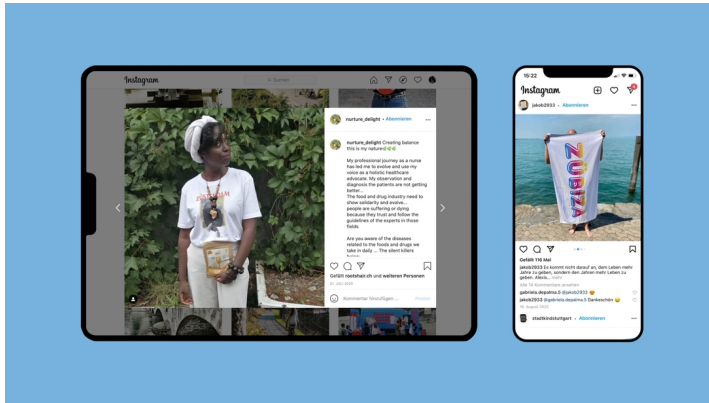 Instagram
Suchen
nurture_delight • Abonnieren
nurture_delight Creating balance
this is my nature
My professional journey as a nurse
has led me to evolve and use my
voice as a holistic healthcare
advocate. My observation and
diagnosis the patients are not getting
better...
The food and drug industry need to
show solidarity and evolve...
people are suffering or dying
because they trust and follow the
guidelines of the experts in those
fields
Are you aware of the diseases
related to the foods and drugs we
take in daily ... The silent killers
Gefällt rootshair.ch und weiteren Personen
Kommentar hinzufügen ...
Posten
15:22
Instagram
jakob2933 • Abonnieren
ZÜBIZA
Gefällt 116 Mal
jakob2933 Es kommt nicht darauf an, dem Leben mehr
Jahre zu geben, sondern den Jahren mehr Leben zu
geben. Alexis... mehr
Alle 14 Kommentare ansehen
gabriela.depalma.5 @jakob2933
jakob2933 @gabriela.depalma.5 Dankeschön
stadtkindstuttgart • Abonnieren